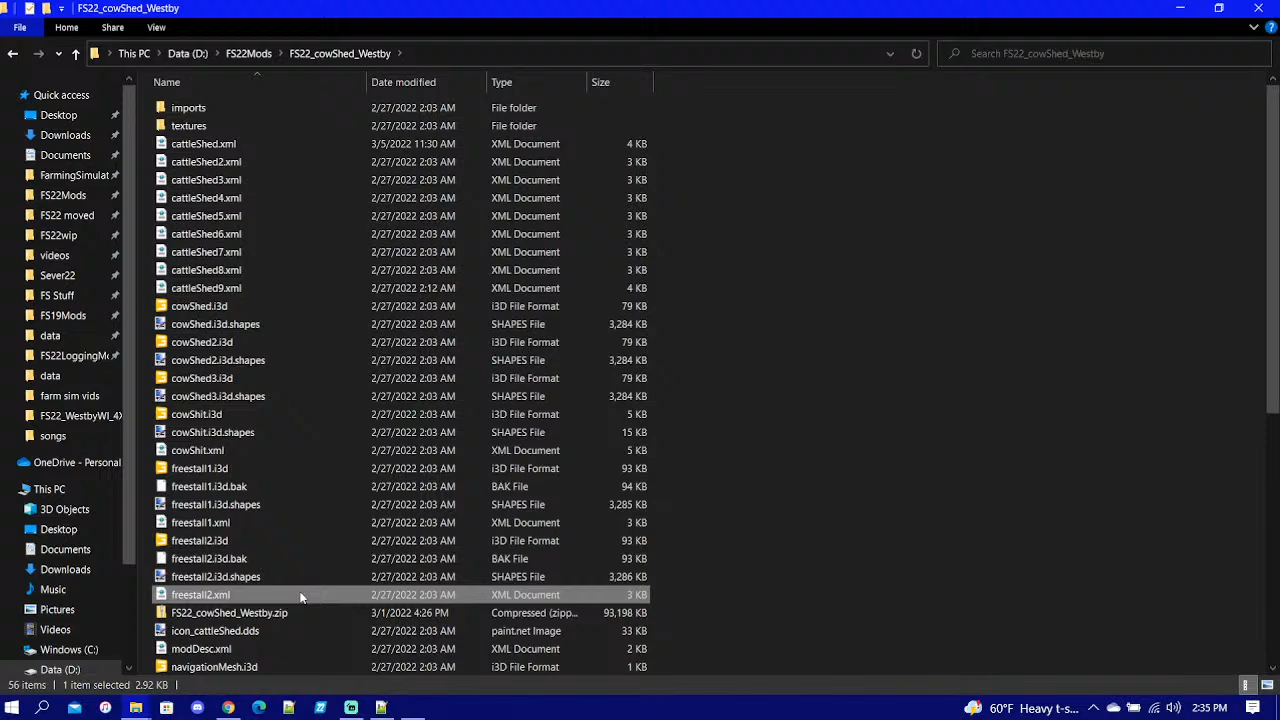 FS22_cowShed_Westby
File Home Share View
This PC Data (D:) FS22Mods FS22_cowShed_Westby Search FS22_cowShed_Westby
Name Date modified Type Size
Quick access
Desktop
Downloads
Documents
FarmingSimulat
FS22Mods
FS22 moved
FS22wip
videos
Sever22
FS Stuff
FS19Mods
data
FS22LoggingMo
data
farm sim vids
FS22_WestbyWI_4X
songs
OneDrive - Personal
This PC
3D Objects
Desktop
Documents
Downloads
Music
Pictures
Videos
Windows (C:)
Data (D:)
imports 2/27/2022 2:03 AM File folder
textures 2/27/2022 2:03 AM File folder
cattleShed.xml 3/5/2022 11:30 AM XML Document 4 KB
cattleShed2.xml 2/27/2022 2:03 AM XML Document 3 KB
cattleShed3.xml 2/27/2022 2:03 AM XML Document 3 KB
cattleShed4.xml 2/27/2022 2:03 AM XML Document 3 KB
cattleShed5.xml 2/27/2022 2:03 AM XML Document 3 KB
cattleShed6.xml 2/27/2022 2:03 AM XML Document 3 KB
cattleShed7.xml 2/27/2022 2:03 AM XML Document 3 KB
cattleShed8.xml 2/27/2022 2:03 AM XML Document 3 KB
cattleShed9.xml 2/27/2022 2:12 AM XML Document 4 KB
cowShed.i3d 2/27/2022 2:03 AM i3D File Format 79 KB
cowShed.i3d.shapes 2/27/2022 2:03 AM SHAPES File 3,284 KB
cowShed2.i3d 2/27/2022 2:03 AM i3D File Format 79 KB
cowShed2.i3d.shapes 2/27/2022 2:03 AM SHAPES File 3,284 KB
cowShed3.i3d 2/27/2022 2:03 AM i3D File Format 79 KB
cowShed3.i3d.shapes 2/27/2022 2:03 AM SHAPES File 3,284 KB
cowShit.i3d 2/27/2022 2:03 AM i3D File Format 5 KB
cowShit.i3d.shapes 2/27/2022 2:03 AM SHAPES File 15 KB
cowShit.xml 2/27/2022 2:03 AM XML Document 5 KB
freestall1.i3d 2/27/2022 2:03 AM i3D File Format 93 KB
freestall1.i3d.bak 2/27/2022 2:03 AM BAK File 94 KB
freestall1.i3d.shapes 2/27/2022 2:03 AM SHAPES File 3,285 KB
freestall1.xml 2/27/2022 2:03 AM XML Document 3 KB
freestall2.i3d 2/27/2022 2:03 AM i3D File Format 93 KB
freestall2.i3d.bak 2/27/2022 2:03 AM BAK File 93 KB
freestall2.i3d.shapes 2/27/2022 2:03 AM SHAPES File 3,286 KB
freestall2.xml 2/27/2022 2:03 AM XML Document 3 KB
FS22_cowShed_Westby.zip 3/1/2022 4:26 PM Compressed (zipp... 93,198 KB
icon_cattleShed.dds 2/27/2022 2:03 AM paint.net Image 33 KB
modDesc.xml 2/27/2022 2:03 AM XML Document 2 KB
navigationMesh.i3d 2/27/2022 2:03 AM i3D File Format 1 KB
56 items 1 item selected 2.92 KB
60°F Heavy t-s... 2:35 PM